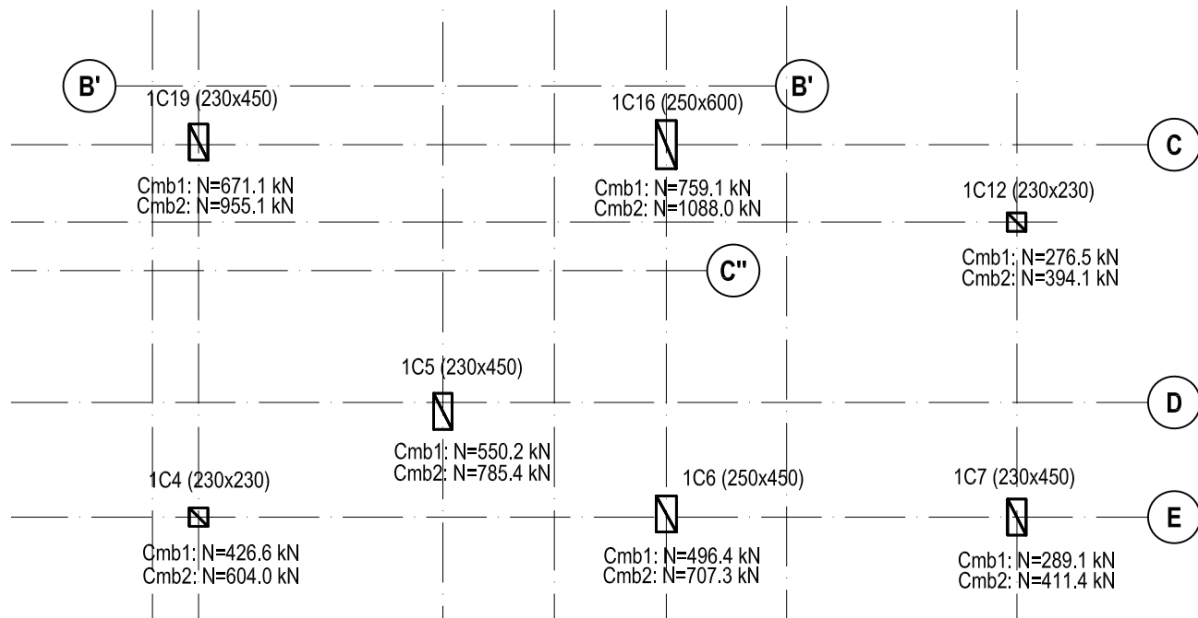 B'
B'
1C19 (230x450)
1C16 (250x600)
C
Cmb1: N=671.1 kN
Cmb2: N=955.1 kN
Cmb1: N=759.1 kN
Cmb2: N=1088.0 kN
1C12 (230x230)
Cmb1: N=276.5 kN
Cmb2: N=394.1 kN
C"
1C5 (230x450)
D
Cmb1: N=550.2 kN
Cmb2: N=785.4 kN
1C4 (230x230)
1C6 (250x450)
1C7 (230x450)
E
Cmb1: N=426.6 kN
Cmb2: N=604.0 kN
Cmb1: N=496.4 kN
Cmb2: N=707.3 kN
Cmb1: N=289.1 kN
Cmb2: N=411.4 kN